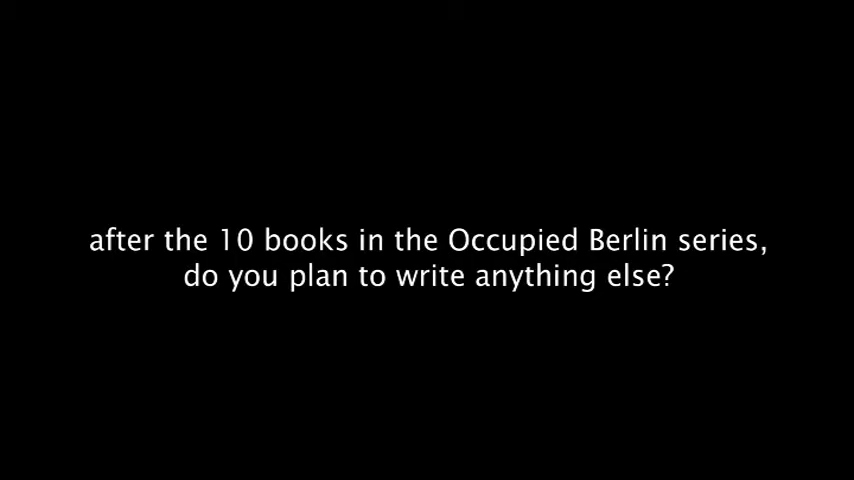 after the 10 books in the Occupied Berlin series,
do you plan to write anything else?